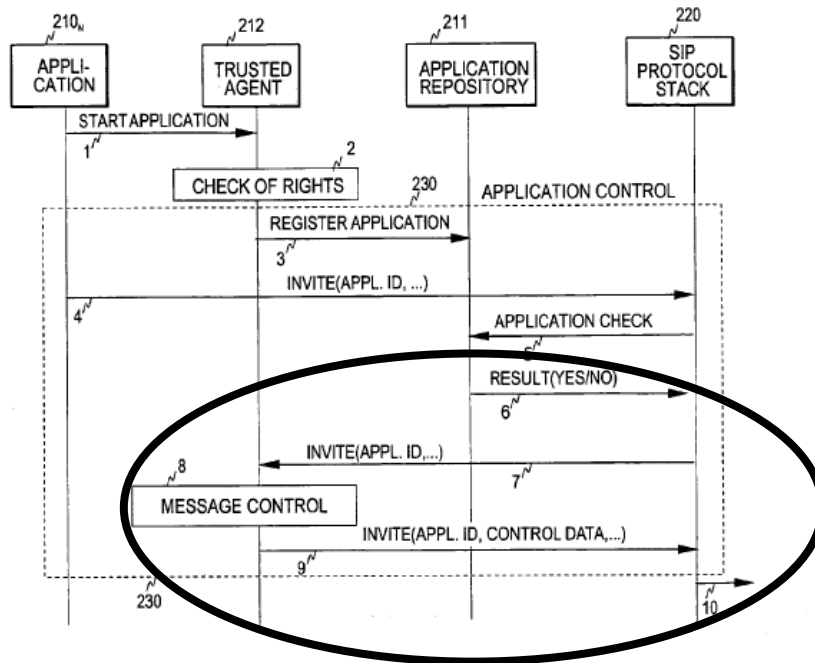 210N 212 211 220
APPLI-
CATION
TRUSTED
AGENT
APPLICATION
REPOSITORY
SIP
PROTOCOL
STACK
START APPLICATION
1
2
CHECK OF RIGHTS
230 APPLICATION CONTROL
REGISTER APPLICATION
3
INVITE(APPL. ID, ...)
4
APPLICATION CHECK
5
RESULT(YES/NO)
6
INVITE(APPL. ID,...)
7
8
MESSAGE CONTROL
INVITE(APPL. ID, CONTROL DATA,...)
9
230
10